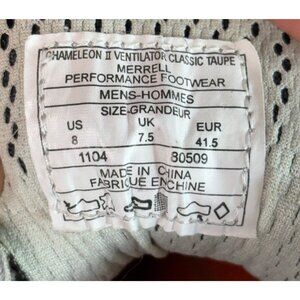 CHAMELEON II VENTILATOR CLASSIC TAUPE
MERRELL
PERFORMANCE FOOTWEAR
MENS-HOMMES
SIZE-GRANDEUR
US UK EUR
8 7.5 41.5
1104 80509
MADE IN CHINA
FABRIQUE EN CHINE